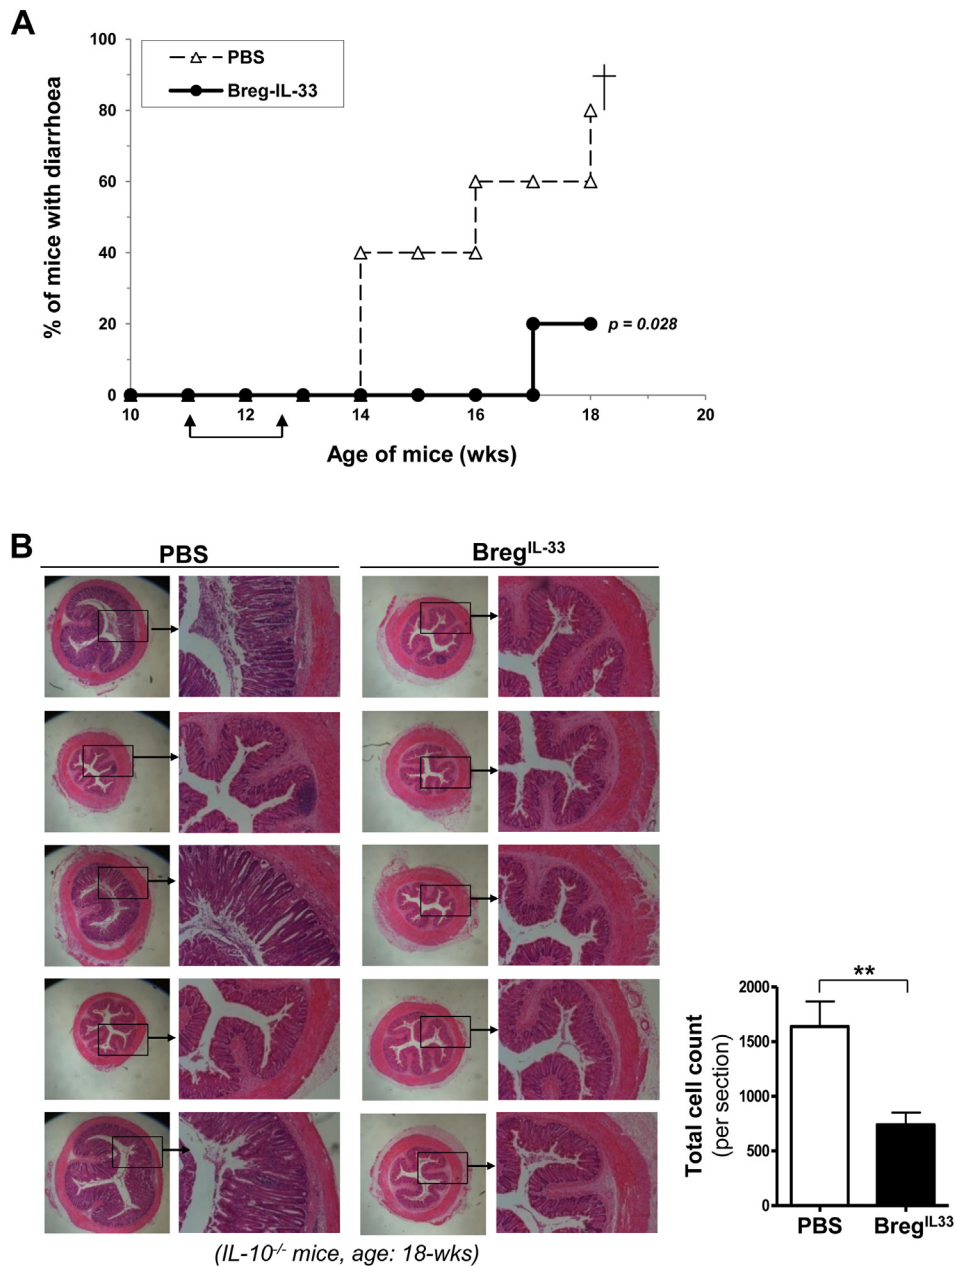 A
100
80
60
40
20
0
% of mice with diarrhoea
PBS
Breg-IL-33
p = 0.028
10 12 14 16 18 20
Age of mice (wks)
B
PBS
Breg^IL-33
(IL-10^-/- mice, age: 18-wks)
**
2000
1500
1000
500
0
Total cell count
(per section)
PBS Breg^IL33